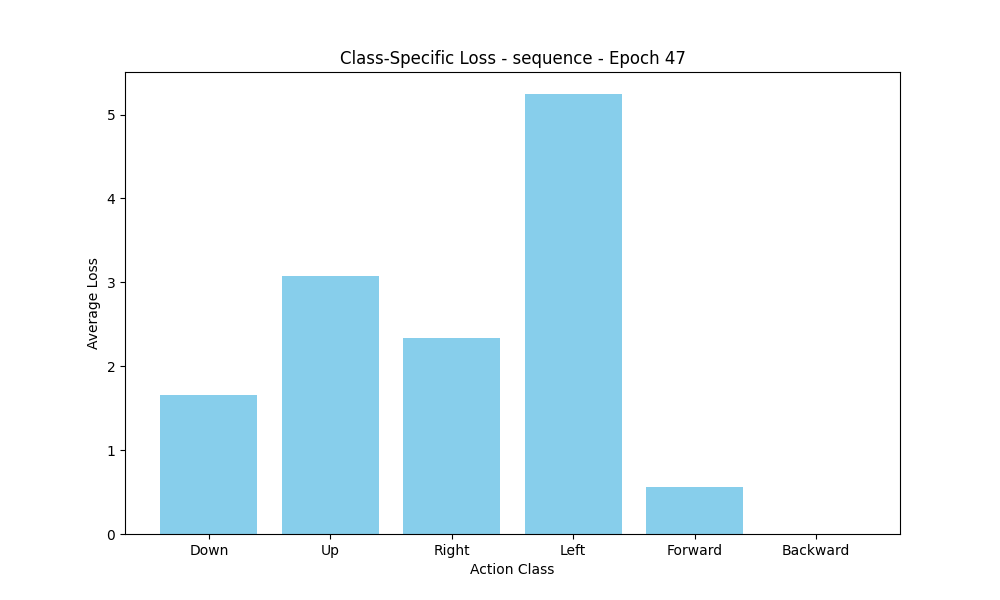 Class-Specific Loss - sequence - Epoch 47
Average Loss
5
4
3
2
1
0
Down Up Right Left Forward Backward
Action Class